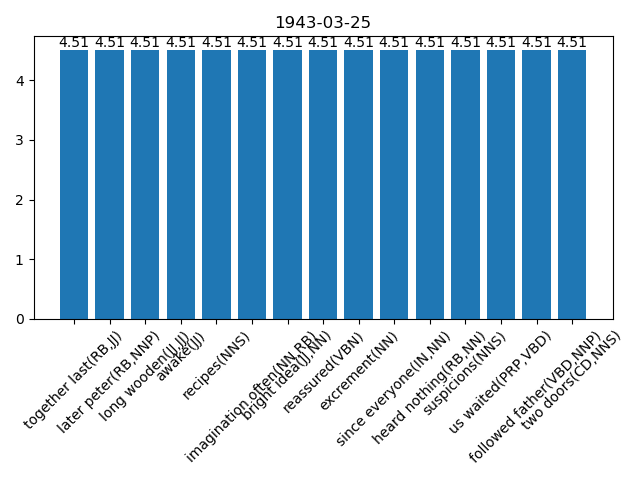 1943-03-25
4.51 4.51 4.51 4.51 4.51 4.51 4.51 4.51 4.51 4.51 4.51 4.51 4.51 4.51 4.51
4
3
2
1
0
together last(RB,JJ)
later peter(RB,NNP)
long wooden(JJ,JJ)
awake(JJ)
recipes(NNS)
imagination often(NN,RB)
bright idea(JJ,NN)
reassured(VBN)
excrement(NN)
since everyone(IN,NN)
heard nothing(RB,NN)
suspicions(NNS)
us waited(PRP,VBD)
followed father(VBD,NNP)
two doors(CD,NNS)